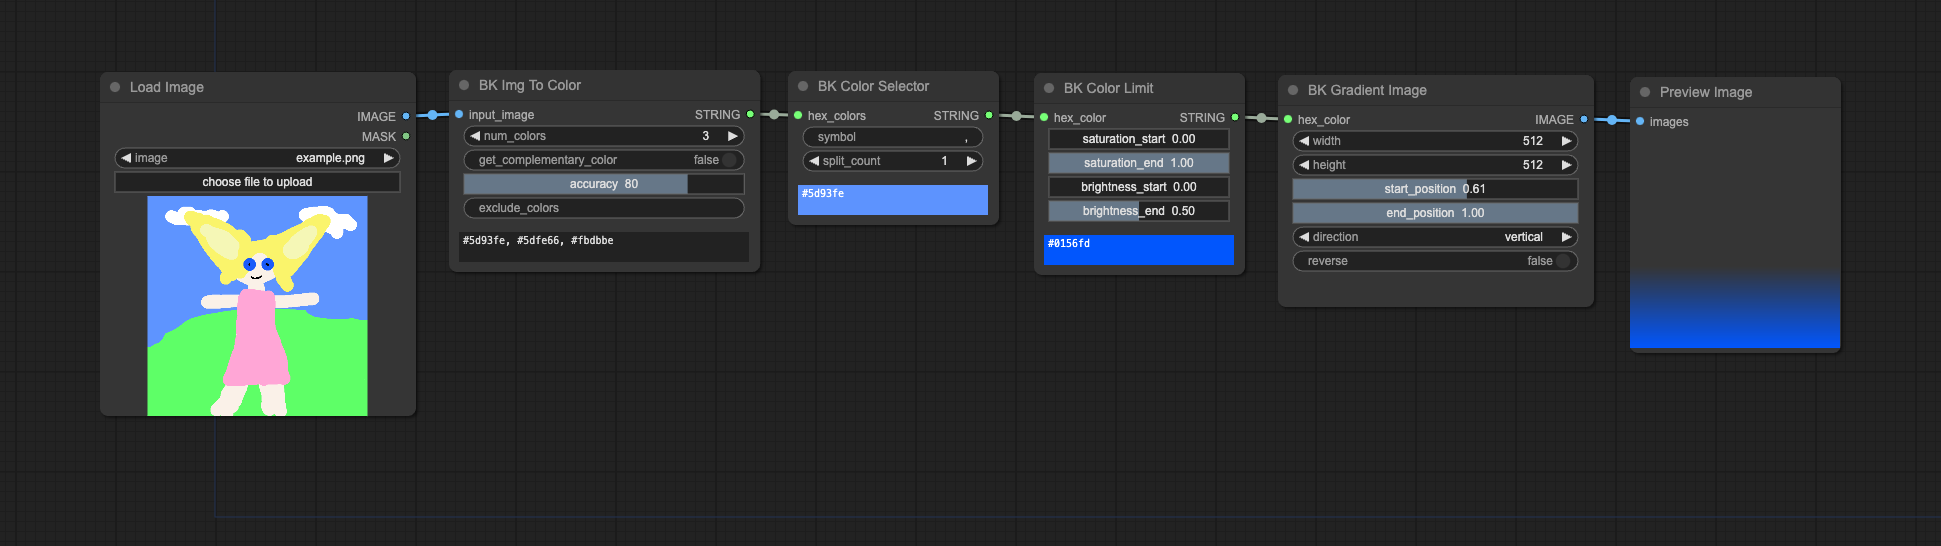 Load Image
IMAGE
MASK
image example.png
choose file to upload
BK Img To Color
input_image STRING
num_colors 3
get_complementary_color false
accuracy 80
exclude_colors
#5d93fe, #5dfe66, #fbdbbe
BK Color Selector
hex_colors STRING
symbol ,
split_count 1
#5d93fe
BK Color Limit
hex_color STRING
saturation_start 0.00
saturation_end 1.00
brightness_start 0.00
brightness_end 0.50
#0156fd
BK Gradient Image
hex_color IMAGE
width 512
height 512
start_position 0.61
end_position 1.00
direction vertical
reverse false
Preview Image
images